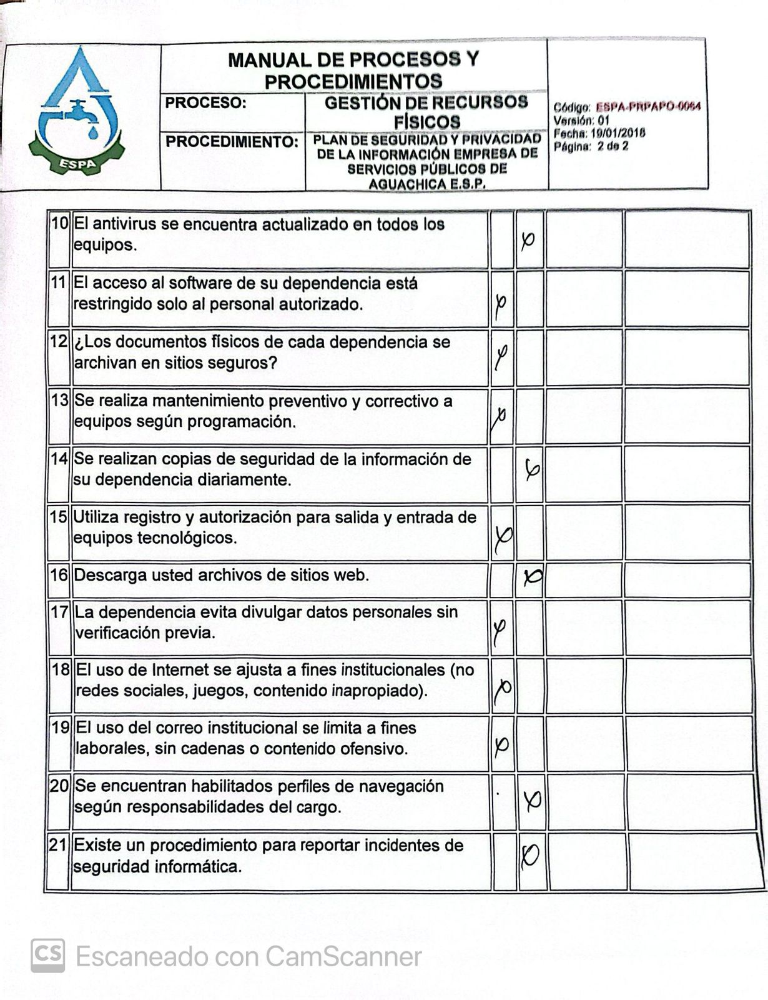 MANUAL DE PROCESOS Y
PROCEDIMIENTOS
PROCESO:
GESTIÓN DE RECURSOS
FÍSICOS
PROCEDIMIENTO:
PLAN DE SEGURIDAD Y PRIVACIDAD
DE LA INFORMACIÓN EMPRESA DE
SERVICIOS PÚBLICOS DE
AGUACHICA E.S.P.
Código: ESPA-PRPAPO-0064
Versión: 01
Fecha: 19/01/2016
Página: 2 de 2
ESPA
10 El antivirus se encuentra actualizado en todos los
equipos.
x
11 El acceso al software de su dependencia está
restringido solo al personal autorizado.
x
12 ¿Los documentos físicos de cada dependencia se
archivan en sitios seguros?
x
13 Se realiza mantenimiento preventivo y correctivo a
equipos según programación.
x
14 Se realizan copias de seguridad de la información de
su dependencia diariamente.
x
15 Utiliza registro y autorización para salida y entrada de
equipos tecnológicos.
x
16 Descarga usted archivos de sitios web.
x
17 La dependencia evita divulgar datos personales sin
verificación previa.
x
18 El uso de Internet se ajusta a fines institucionales (no
redes sociales, juegos, contenido inapropiado).
x
19 El uso del correo institucional se limita a fines
laborales, sin cadenas o contenido ofensivo.
x
20 Se encuentran habilitados perfiles de navegación
según responsabilidades del cargo.
x
21 Existe un procedimiento para reportar incidentes de
seguridad informática.
x
CS Escaneado con CamScanner